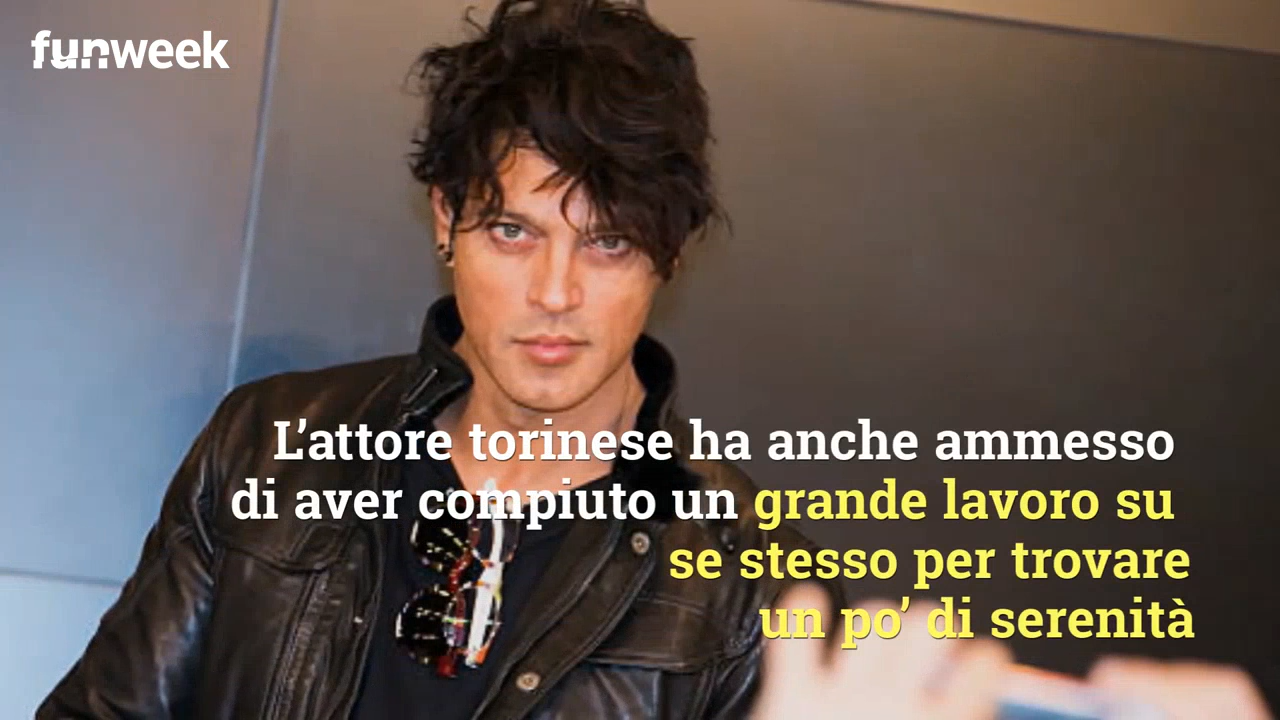 funweek
L’attore torinese ha anche ammesso
di aver compiuto un grande lavoro su
se stesso per trovare
un po’ di serenità